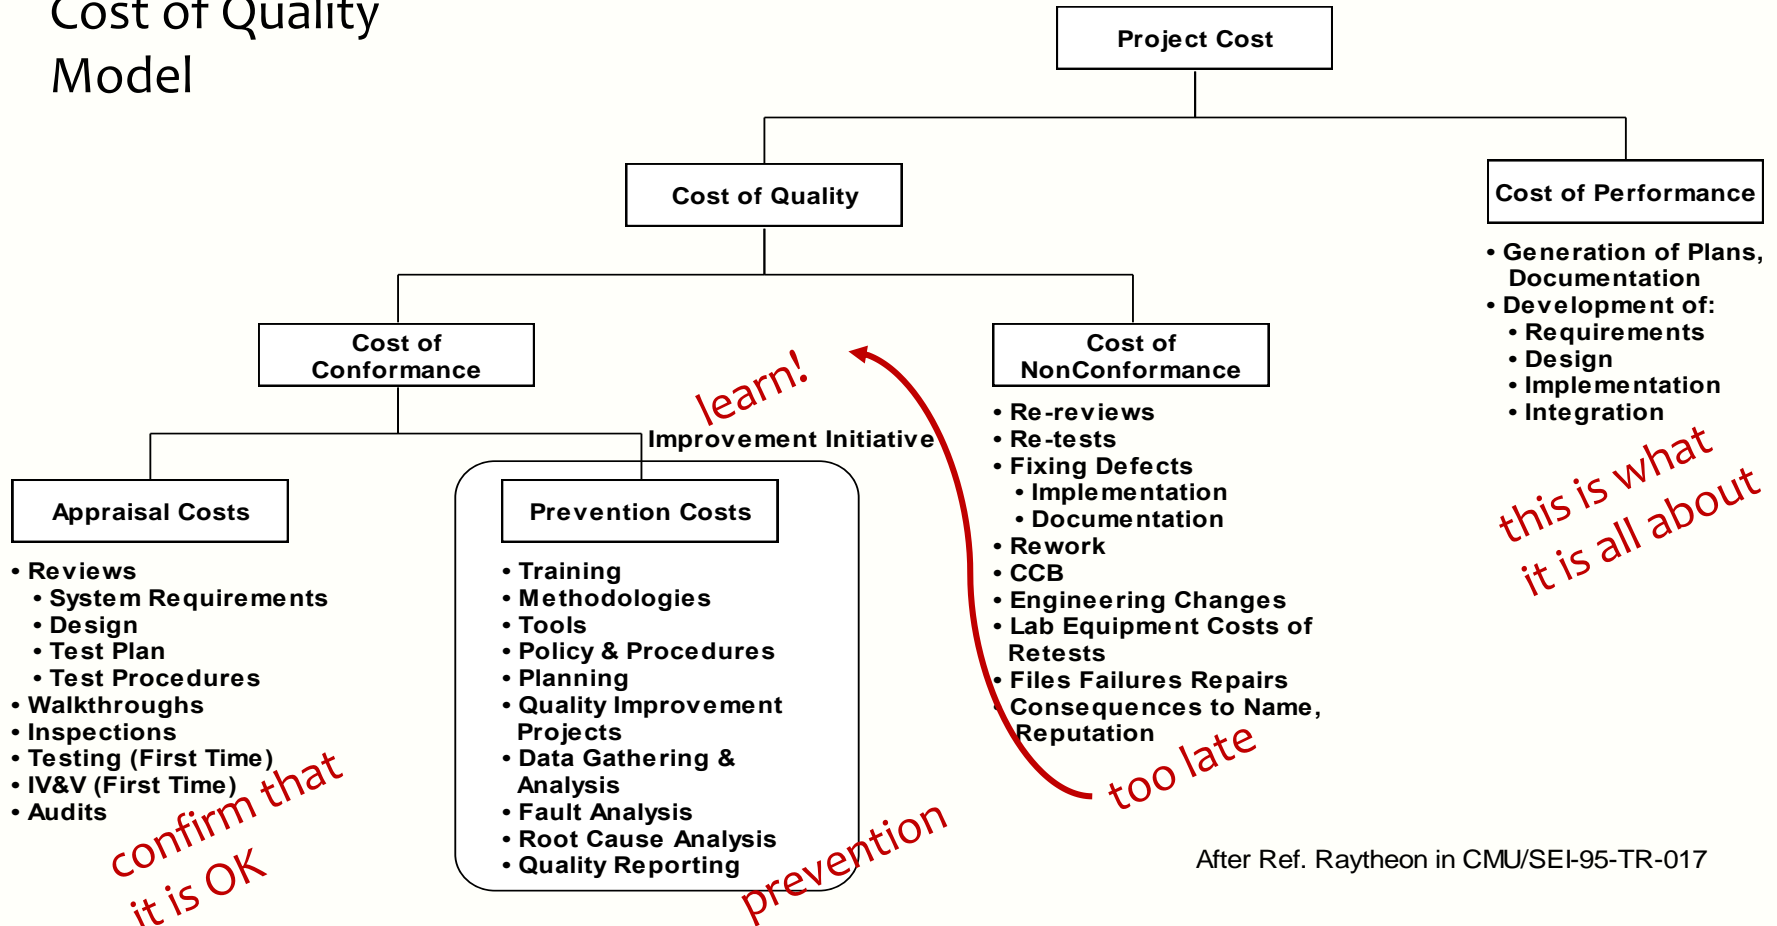 Cost of Quality
Model
Project Cost
Cost of Quality
Cost of Performance
• Generation of Plans,
Documentation
• Development of:
• Requirements
• Design
• Implementation
• Integration
this is what
it is all about
Cost of
Conformance
learn!
Improvement Initiative
Cost of
NonConformance
• Re-reviews
• Re-tests
• Fixing Defects
• Implementation
• Documentation
• Rework
• CCB
• Engineering Changes
• Lab Equipment Costs of
Retests
• Files Failures Repairs
• Consequences to Name,
Reputation
too late
Appraisal Costs
• Reviews
• System Requirements
• Design
• Test Plan
• Test Procedures
• Walkthroughs
• Inspections
• Testing (First Time)
• IV&V (First Time)
• Audits
confirm that
it is OK
Prevention Costs
• Training
• Methodologies
• Tools
• Policy & Procedures
• Planning
• Quality Improvement
Projects
• Data Gathering &
Analysis
• Fault Analysis
• Root Cause Analysis
• Quality Reporting
prevention
After Ref. Raytheon in CMU/SEI-95-TR-017